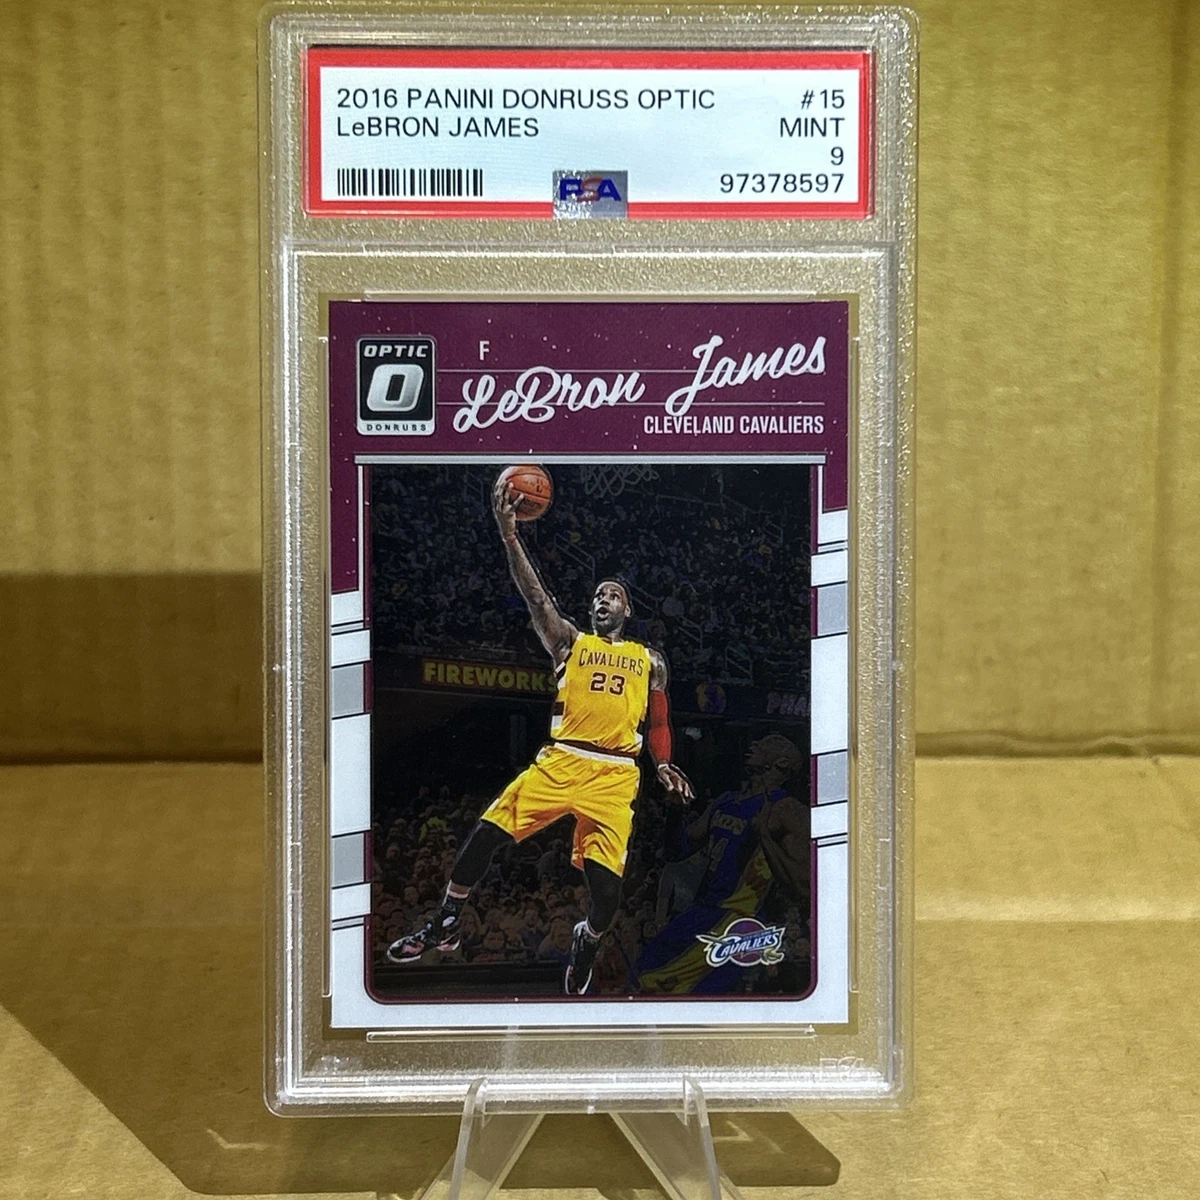 2016 PANINI DONRUSS OPTIC #15
LeBRON JAMES MINT
9
PSA 97378597
OPTIC
O
DONRUSS
F
LeBron James
CLEVELAND CAVALIERS
FIREWORKS
CAVALIERS
23
CAVALIERS